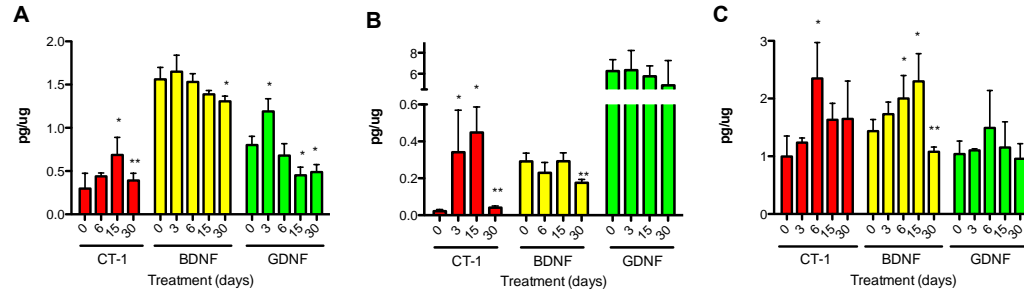 A
pg/ug
2.0
1.5
1.0
0.5
0.0
* ** * * * *
0 6 15 30 0 3 6 15 30 0 3 6 15 30
CT-1 BDNF GDNF
Treatment (days)
B
pg/ug
8
6
0.6
0.4
0.2
0.0
* * ** **
0 3 15 30 0 3 15 30 0 3 15 30
CT-1 BDNF GDNF
Treatment (days)
C
pg/ug
3
2
1
0
* * * **
0 3 6 15 30 0 3 6 15 30 0 3 6 15 30
CT-1 BDNF GDNF
Treatment (days)